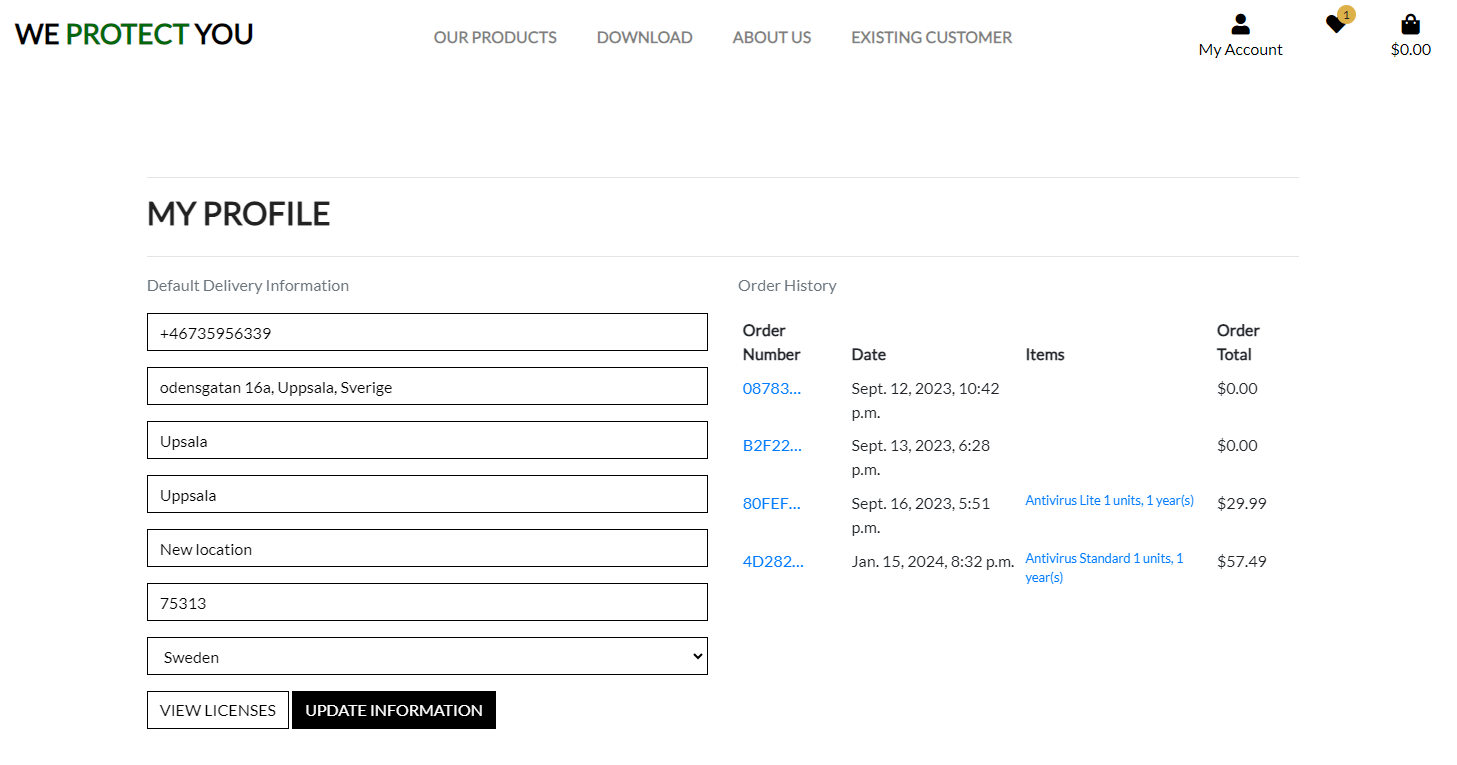 WE PROTECT YOU
OUR PRODUCTS
DOWNLOAD
ABOUT US
EXISTING CUSTOMER
My Account
1
$0.00
MY PROFILE
Default Delivery Information
+46735956339
odensgatan 16a, Uppsala, Sverige
Upsala
Uppsala
New location
75313
Sweden
VIEW LICENSES
UPDATE INFORMATION
Order History
Order
Number
Date
Items
Order
Total
08783...
Sept. 12, 2023, 10:42
p.m.
$0.00
B2F22...
Sept. 13, 2023, 6:28
p.m.
$0.00
80FEF...
Sept. 16, 2023, 5:51
p.m.
Antivirus Lite 1 units, 1 year(s)
$29.99
4D282...
Jan. 15, 2024, 8:32 p.m.
Antivirus Standard 1 units, 1
year(s)
$57.49